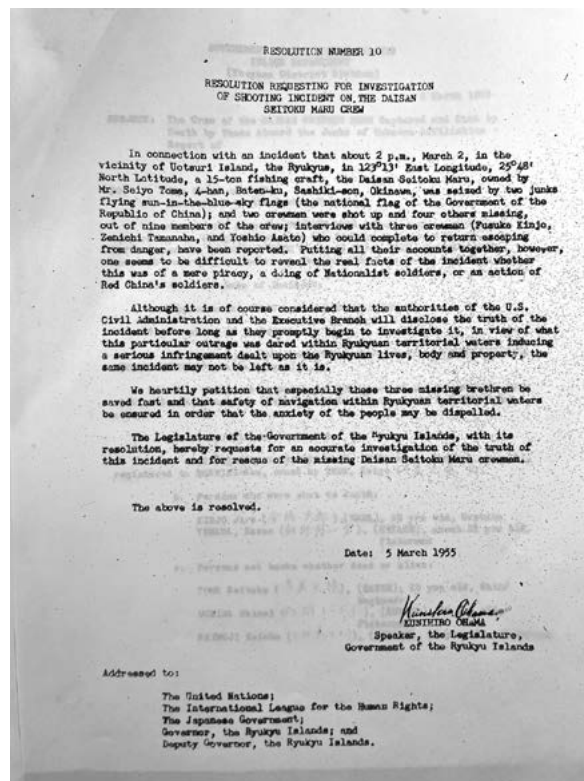 RESOLUTION NUMBER 10
RESOLUTION REQUESTING FOR INVESTIGATION
OF SHOOTING INCIDENT ON THE DAISAN
SEITOKU MARU CREW
In connection with an incident that about 2 p.m., March 2, in the
vicinity of Uotsuri Island, the Ryukyus, in 123°13' East Longitude, 25°48'
North Latitude, a 15-ton fishing craft, the Daisan Seitoku Maru, owned by
Mr. Seiyo Toma, 4-han, Baten-ku, Sashiki-son, Okinawa, was seized by two junks
flying sun-in-the-blue-sky flags (the national flag of the Government of the
Republic of China); and two crewmen were shot up and four others missing,
out of nine members of the crew; interviews with three crewmen (Fusuke Kinjo,
Zenichi Tamanaha, and Yoshio Asato) who could complete to return escaping
from danger, have been reported. Putting all their accounts together, however,
one seems to be difficult to reveal the real facts of the incident whether
this was of a mere piracy, a doing of Nationalist soldiers, or an action of
Red China's soldiers.
Although it is of course considered that the authorities of the U.S.
Civil Administration and the Executive Branch will disclose the truth of the
incident before long as they promptly begin to investigate it, in view of what
this particular outrage was dared within Ryukyuan territorial waters inducing
a serious infringement dealt upon the Ryukyuan lives, body and property, the
same incident may not be left as it is.
We heartily petition that especially these three missing brethren be
saved fast and that safety of navigation within Ryukyuan territorial waters
be ensured in order that the anxiety of the people may be dispelled.
The Legislature of the Government of the Ryukyu Islands, with its
resolution, hereby requests for an accurate investigation of the truth of
this incident and for rescue of the missing Daisan Seitoku Maru crewmen.
The above is resolved.
Date: 5 March 1955
KUNIHIRO OHAMA
Speaker, the Legislature,
Government of the Ryukyu Islands
Addressed to:
The United Nations;
The International League for the Human Rights;
The Japanese Government;
Governor, the Ryukyu Islands; and
Deputy Governor, the Ryukyu Islands.